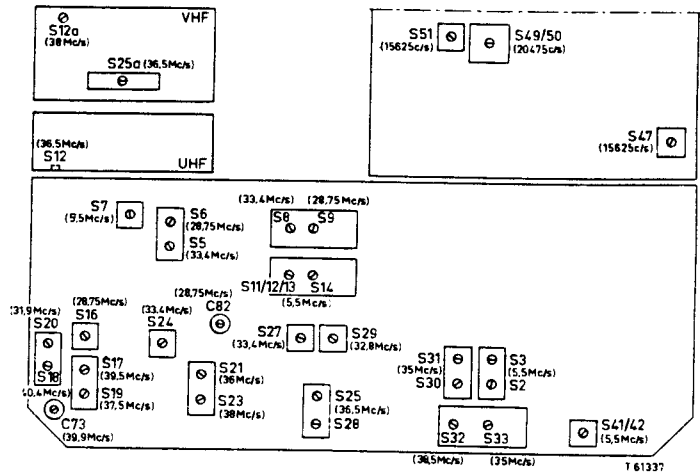 VHF
S12a
(38Mc/s)
S25a (36,5Mc/s)
S51
(15625c/s)
S49/50
(20475c/s)
S47
(15625c/s)
(36,5Mc/s)
S12
UHF
S7
(5,5Mc/s)
S6
(28,75Mc/s)
S5
(33,4Mc/s)
(33,4Mc/s) (28,75Mc/s)
S8 S9
S11/12/13 S14
(5,5Mc/s)
(28,75Mc/s)
C82
(31,9Mc/s)
S20
(28,75Mc/s)
S16
(33,4Mc/s)
S24
S27
(33,4Mc/s)
S29
(32,8Mc/s)
S18
40,4Mc/s)
S17
(39,5Mc/s)
S19
(37,5Mc/s)
C73
(39,9Mc/s)
S21
(36Mc/s)
S23
(38Mc/s)
S25
(36,5Mc/s)
S28
S31
(35Mc/s)
S30
S3
(5,5Mc/s)
S2
S32 S33
(38,5Mc/s) (35Mc/s)
S41/42
(5,5Mc/s)
T 61337